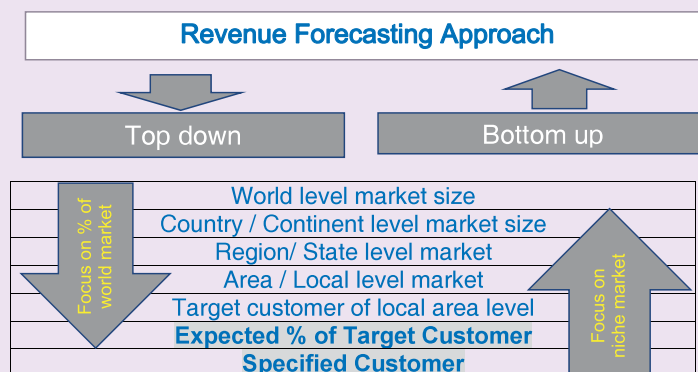 Revenue Forecasting Approach
Top down
Bottom up
Focus on % of
world market
World level market size
Country / Continent level market size
Region/ State level market
Area / Local level market
Target customer of local area level
Expected % of Target Customer
Specified Customer
Focus on
niche market